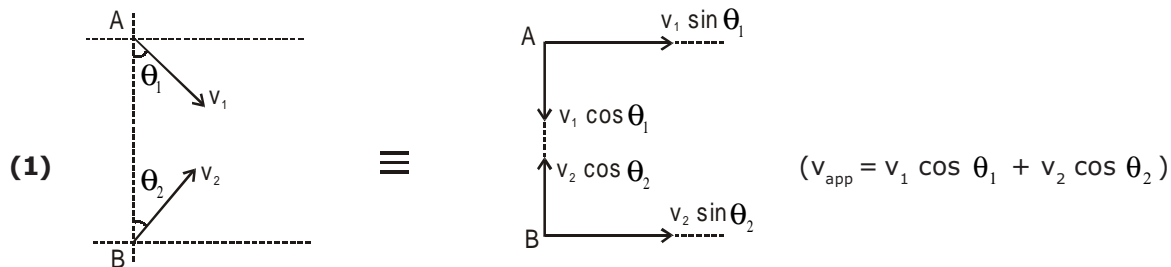 A
θ₁
v₁
(1)
θ₂
v₂
B
≡
A
v₁ sin θ₁
v₁ cos θ₁
v₂ cos θ₂
B
v₂ sin θ₂
(v_app = v₁ cos θ₁ + v₂ cos θ₂)